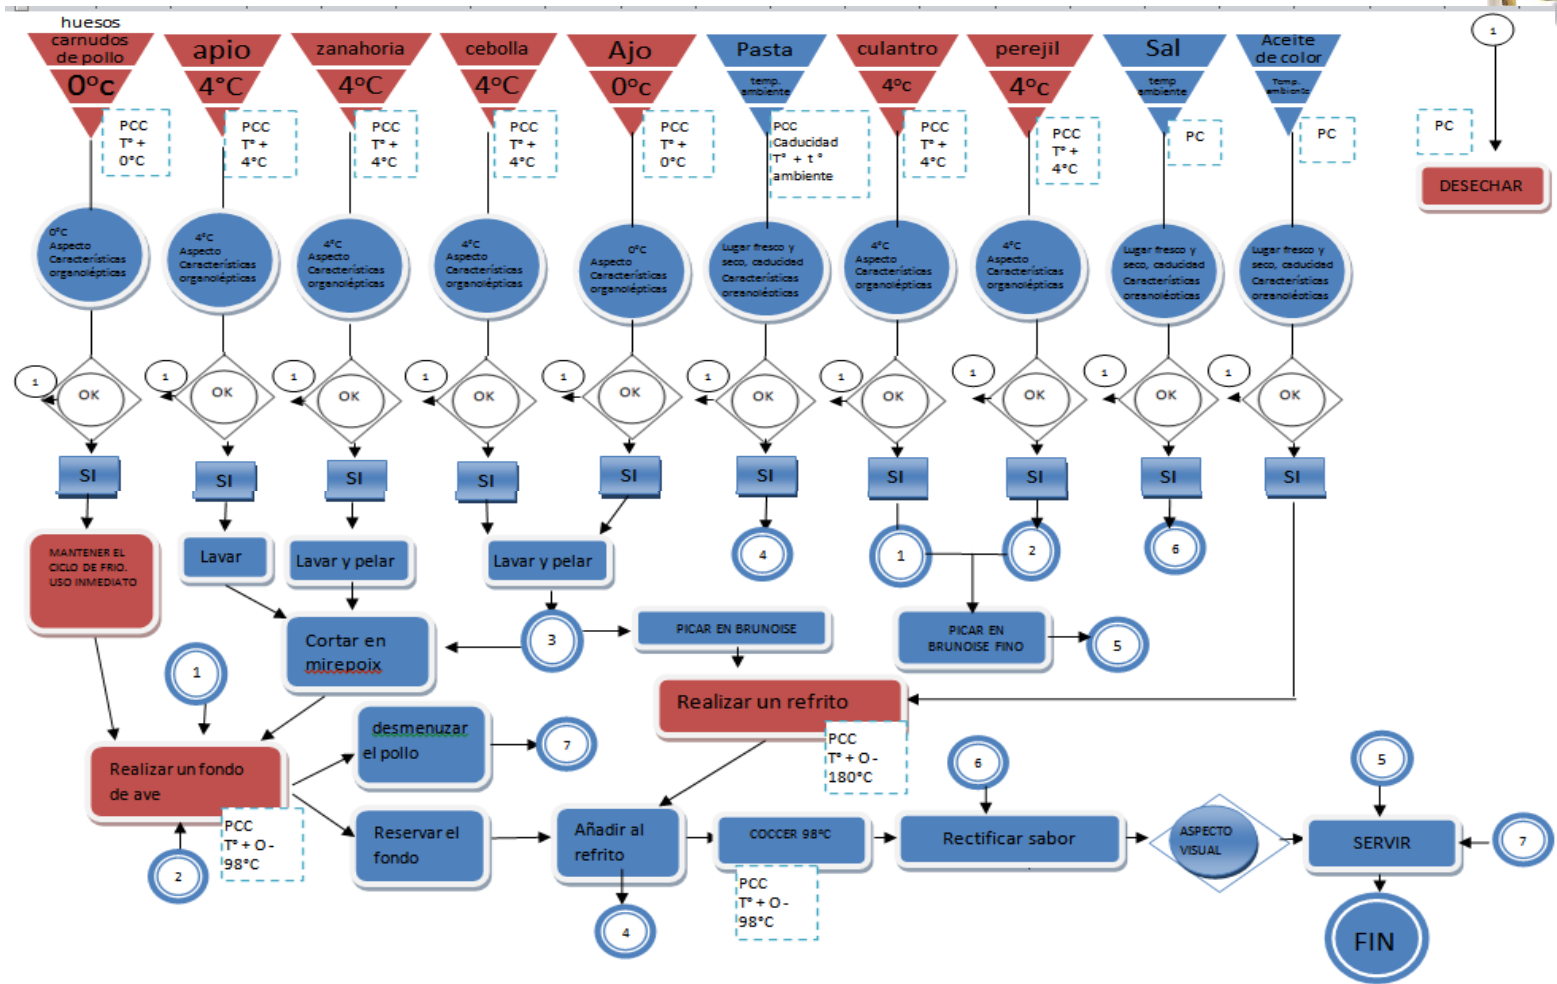 huesos
carnudos
de pollo
0°c
apio
4°C
zanahoria
4°C
cebolla
4°C
Ajo
0°c
Pasta
temp.
ambiente
culantro
4°c
perejil
4°c
Sal
temp
ambiente
Aceite
de color
Temp.
ambiente
1
DESECHAR
PC
PCC
T° +
0°C
PCC
T° +
4°C
PCC
T° +
4°C
PCC
T° +
4°C
PCC
T° +
0°C
PCC
Caducidad
T° + t °
ambiente
PCC
T° +
4°C
PCC
T° +
4°C
PC
PC
0°C
Aspecto
Características
organolépticas
4°C
Aspecto
Características
organolépticas
4°C
Aspecto
Características
organolépticas
4°C
Aspecto
Características
organolépticas
0°C
Aspecto
Características
organolépticas
Lugar fresco y
seco, caducidad
Características
organolépticas
4°C
Aspecto
Características
organolépticas
4°C
Aspecto
Características
organolépticas
Lugar fresco y
seco, caducidad
Características
organolépticas
Lugar fresco y
seco, caducidad
Características
organolépticas
1
OK
1
OK
1
OK
1
OK
1
OK
1
OK
1
OK
1
OK
1
OK
1
OK
SI
SI
SI
SI
SI
SI
SI
SI
SI
SI
MANTENER EL
CICLO DE FRIO.
USO INMEDIATO
Lavar
Lavar y pelar
Lavar y pelar
4
1
2
6
Cortar en
mirepoix
3
PICAR EN BRUNOISE
PICAR EN
BRUNOISE FINO
5
1
Realizar un refrito
PCC
T° + O -
180°C
desmenuzar
el pollo
7
Realizar un fondo
de ave
PCC
T° + O -
98°C
2
Reservar el
fondo
Añadir al
refrito
4
COCCER 98°C
PCC
T° + O -
98°C
6
Rectificar sabor
ASPECTO
VISUAL
5
SERVIR
7
FIN